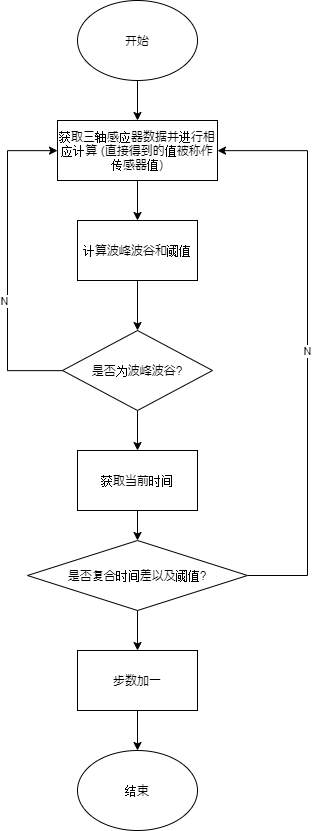 开始
获取三轴感应器数据并进行相
应计算 (直接得到的值被称作
传感器值)
计算波峰波谷和阈值
N
是否为波峰波谷?
N
获取当前时间
是否复合时间差以及阈值?
步数加一
结束